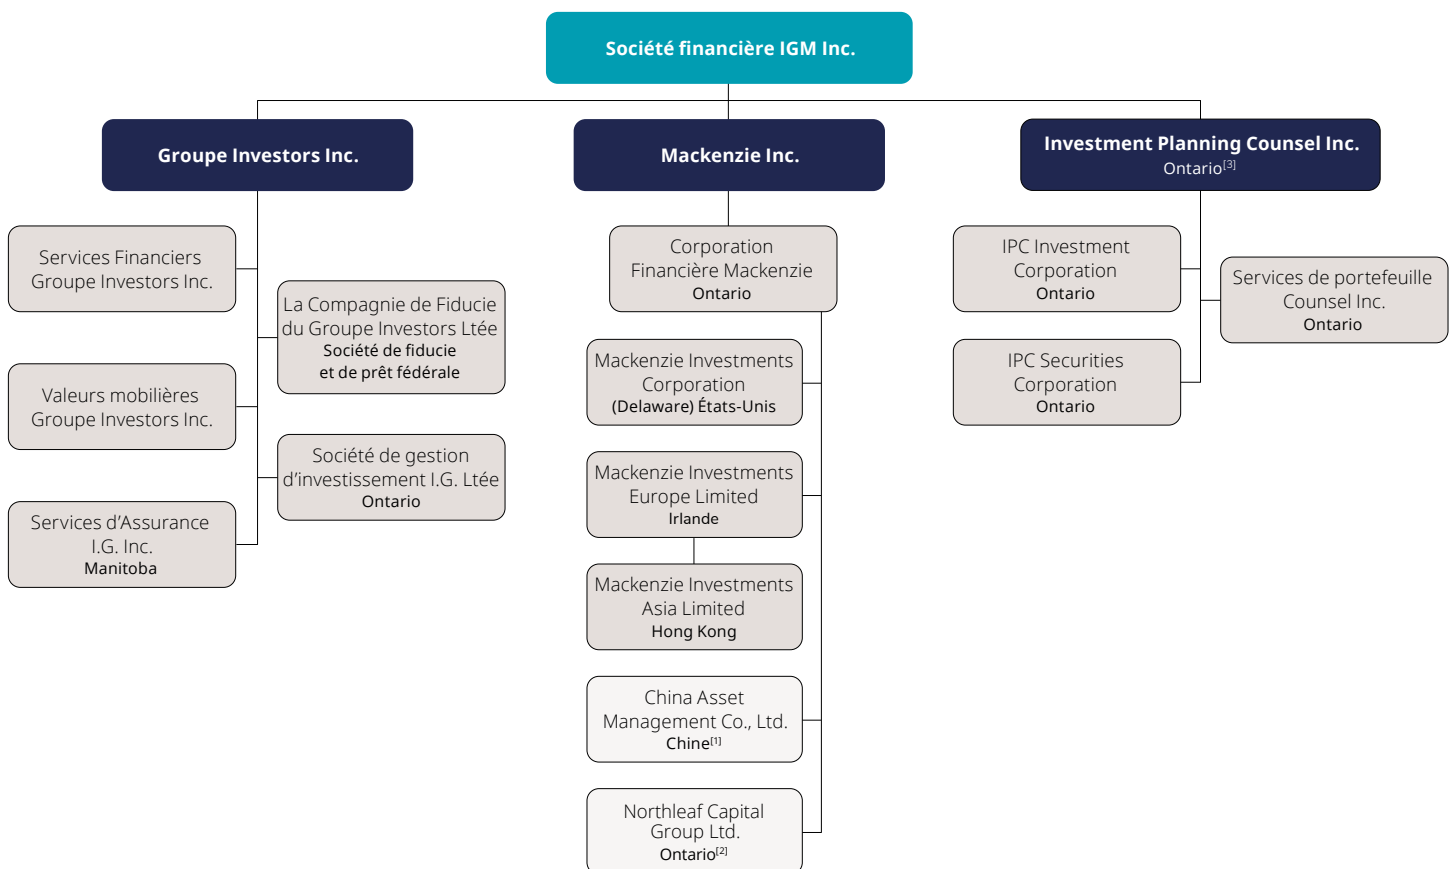 Société financière IGM Inc.
Groupe Investors Inc.
Services Financiers
Groupe Investors Inc.
La Compagnie de Fiducie
du Groupe Investors Ltée
Société de fiducie
et de prêt fédérale
Valeurs mobilières
Groupe Investors Inc.
Société de gestion
d’investissement I.G. Ltée
Ontario
Services d’Assurance
I.G. Inc.
Manitoba
Mackenzie Inc.
Corporation
Financière Mackenzie
Ontario
Mackenzie Investments
Corporation
(Delaware) États-Unis
Mackenzie Investments
Europe Limited
Irlande
Mackenzie Investments
Asia Limited
Hong Kong
China Asset
Management Co., Ltd.
Chine[1]
Northleaf Capital
Group Ltd.
Ontario[2]
Investment Planning Counsel Inc.
Ontario[3]
IPC Investment
Corporation
Ontario
Services de portefeuille
Counsel Inc.
Ontario
IPC Securities
Corporation
Ontario